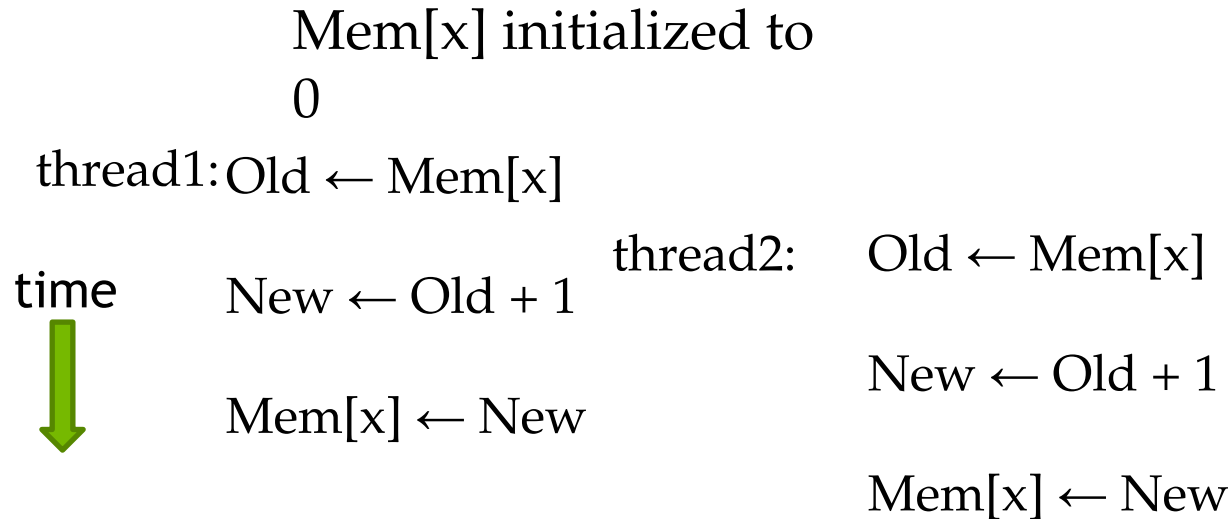 Mem[x] initialized to
0
thread1: Old ← Mem[x]
thread2: Old ← Mem[x]
time
New ← Old + 1
New ← Old + 1
Mem[x] ← New
Mem[x] ← New